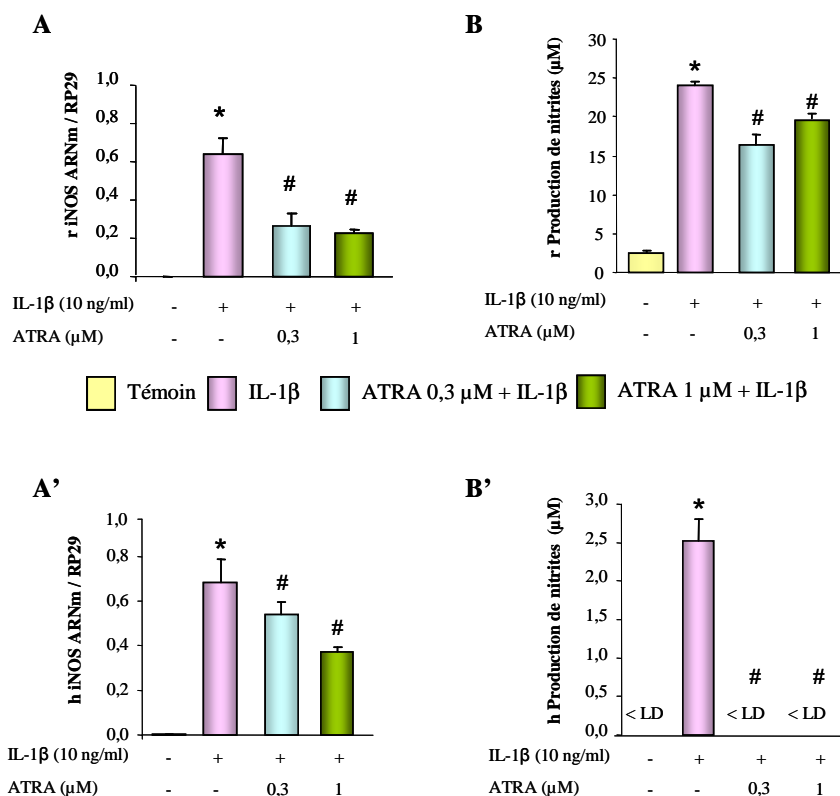 A
r iNOS ARNm / RP29
1,0
0,8
0,6
0,4
0,2
0,0
*
#
#
IL-1β (10 ng/ml) - + + +
ATRA (µM) - - 0,3 1
B
r Production de nitrites (µM)
30
25
20
15
10
5
0
*
#
#
IL-1β (10 ng/ml) - + + +
ATRA (µM) - - 0,3 1
Témoin IL-1β ATRA 0,3 µM + IL-1β ATRA 1 µM + IL-1β
A’
h iNOS ARNm / RP29
1,0
0,8
0,6
0,4
0,2
0,0
*
#
#
IL-1β (10 ng/ml) - + + +
ATRA (µM) - - 0,3 1
B’
h Production de nitrites (µM)
3,0
2,5
2,0
1,5
1,0
0,5
0,0
*
#
#
< LD < LD < LD
IL-1β (10 ng/ml) - + + +
ATRA (µM) - - 0,3 1